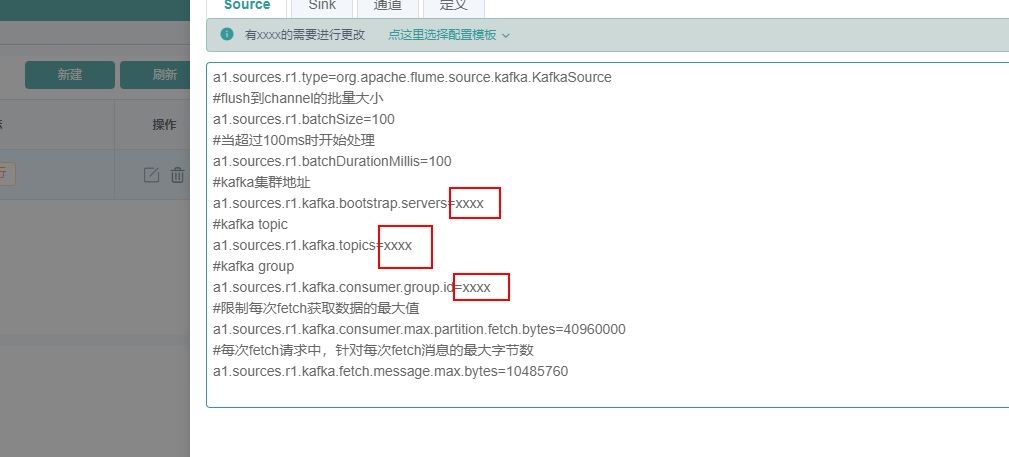 Source Sink 通道 定义
有xxxx的需要进行更改 点这里选择配置模板
新建 刷新
操作
行
a1.sources.r1.type=org.apache.flume.source.kafka.KafkaSource
#flush到channel的批量大小
a1.sources.r1.batchSize=100
#当超过100ms时开始处理
a1.sources.r1.batchDurationMillis=100
#kafka集群地址
a1.sources.r1.kafka.bootstrap.servers=xxxx
#kafka topic
a1.sources.r1.kafka.topics=xxxx
#kafka group
a1.sources.r1.kafka.consumer.group.id=xxxx
#限制每次fetch获取数据的最大值
a1.sources.r1.kafka.consumer.max.partition.fetch.bytes=40960000
#每次fetch请求中，针对每次fetch消息的最大字节数
a1.sources.r1.kafka.fetch.message.max.bytes=10485760